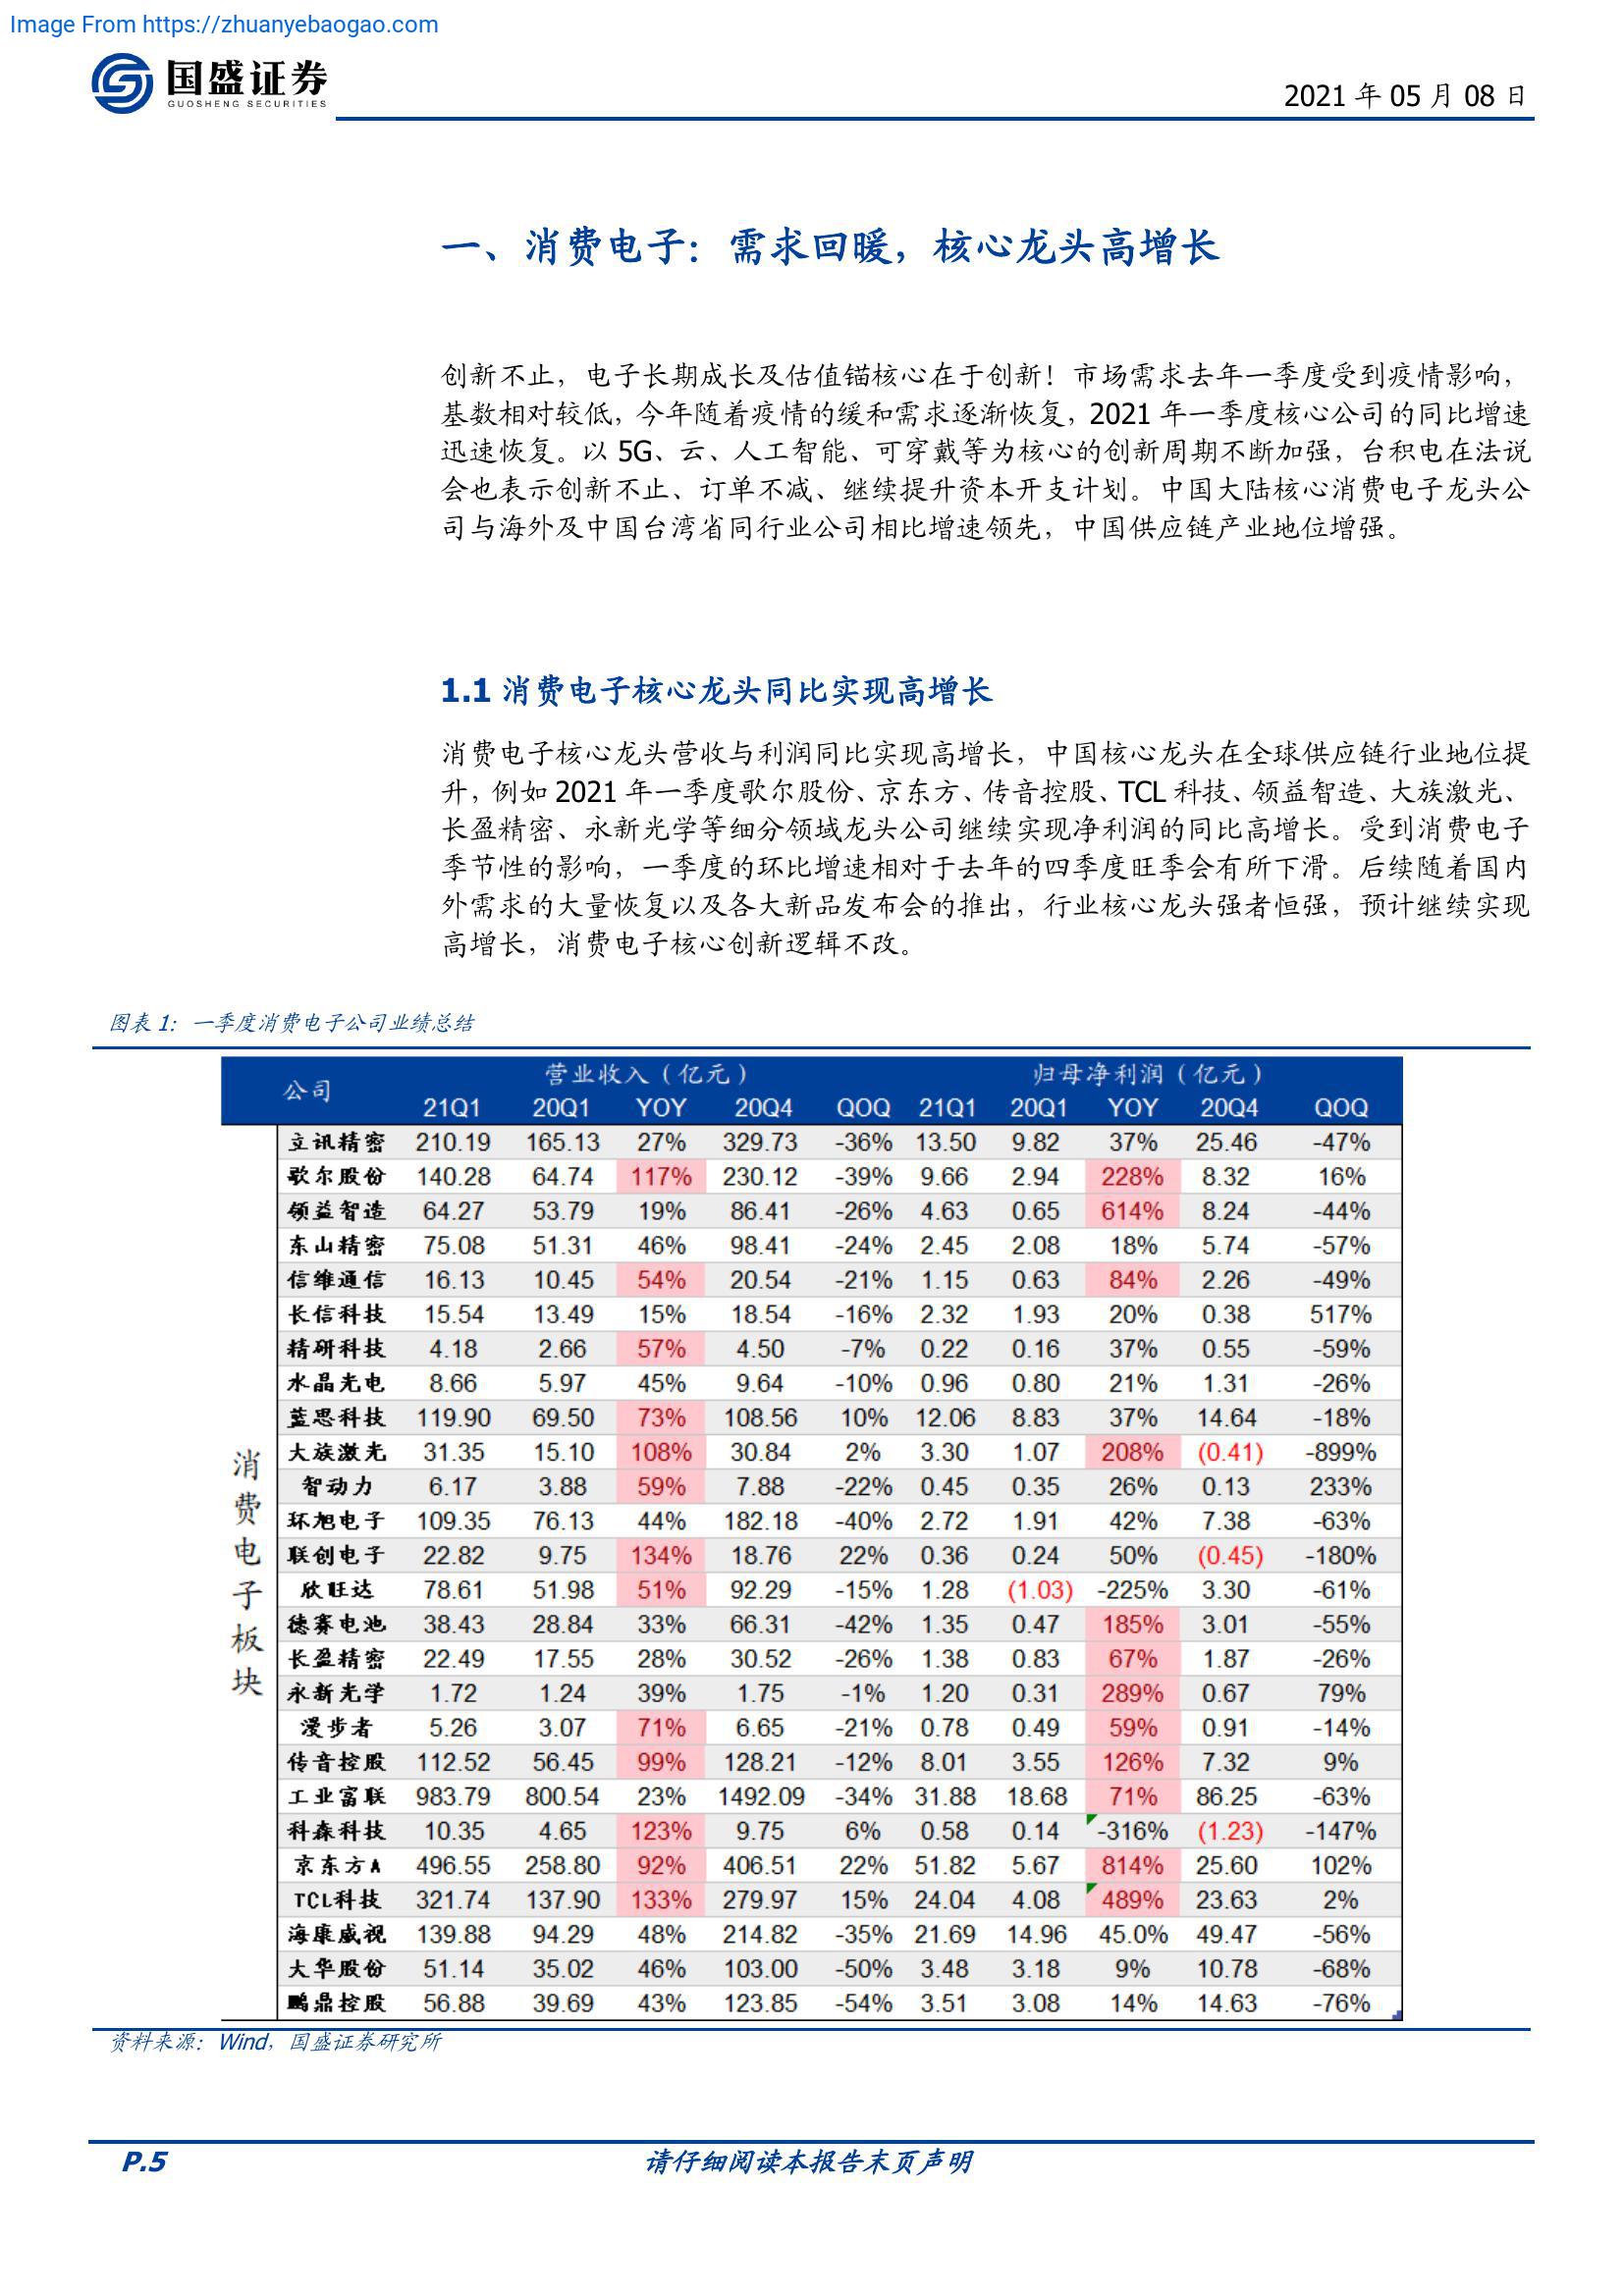 Image From https://zhuanyebaogao.com
国盛证券
GUOSHENG SECURITIES
2021 年 05 月 08 日
一、消费电子：需求回暖，核心龙头高增长
创新不止，电子长期成长及估值锚核心在于创新！市场需求去年一季度受到疫情影响，
基数相对较低，今年随着疫情的缓和需求逐渐恢复，2021 年一季度核心公司的同比增速
迅速恢复。以 5G、云、人工智能、可穿戴等为核心的创新周期不断加强，台积电在法说
会也表示创新不止、订单不减、继续提升资本开支计划。中国大陆核心消费电子龙头公
司与海外及中国台湾省同行业公司相比增速领先，中国供应链产业地位增强。
1.1 消费电子核心龙头同比实现高增长
消费电子核心龙头营收与利润同比实现高增长，中国核心龙头在全球供应链行业地位提
升，例如 2021 年一季度歌尔股份、京东方、传音控股、TCL 科技、领益智造、大族激光、
长盈精密、永新光学等细分领域龙头公司继续实现净利润的同比高增长。受到消费电子
季节性的影响，一季度的环比增速相对于去年的四季度旺季会有所下滑。后续随着国内
外需求的大量恢复以及各大新品发布会的推出，行业核心龙头强者恒强，预计继续实现
高增长，消费电子核心创新逻辑不改。
图表 1：一季度消费电子公司业绩总结
公司 营业收入（亿元） 归母净利润（亿元）
21Q1 20Q1 YOY 20Q4 QOQ 21Q1 20Q1 YOY 20Q4 QOQ
消费电子板块
立讯精密 210.19 165.13 27% 329.73 -36% 13.50 9.82 37% 25.46 -47%
歌尔股份 140.28 64.74 117% 230.12 -39% 9.66 2.94 228% 8.32 16%
领益智造 64.27 53.79 19% 86.41 -26% 4.63 0.65 614% 8.24 -44%
东山精密 75.08 51.31 46% 98.41 -24% 2.45 2.08 18% 5.74 -57%
信维通信 16.13 10.45 54% 20.54 -21% 1.15 0.63 84% 2.26 -49%
长信科技 15.54 13.49 15% 18.54 -16% 2.32 1.93 20% 0.38 517%
精研科技 4.18 2.66 57% 4.50 -7% 0.22 0.16 37% 0.55 -59%
水晶光电 8.66 5.97 45% 9.64 -10% 0.96 0.80 21% 1.31 -26%
蓝思科技 119.90 69.50 73% 108.56 10% 12.06 8.83 37% 14.64 -18%
大族激光 31.35 15.10 108% 30.84 2% 3.30 1.07 208% (0.41) -899%
智动力 6.17 3.88 59% 7.88 -22% 0.45 0.35 26% 0.13 233%
环旭电子 109.35 76.13 44% 182.18 -40% 2.72 1.91 42% 7.38 -63%
联创电子 22.82 9.75 134% 18.76 22% 0.36 0.24 50% (0.45) -180%
欣旺达 78.61 51.98 51% 92.29 -15% 1.28 (1.03) -225% 3.30 -61%
德赛电池 38.43 28.84 33% 66.31 -42% 1.35 0.47 185% 3.01 -55%
长盈精密 22.49 17.55 28% 30.52 -26% 1.38 0.83 67% 1.87 -26%
永新光学 1.72 1.24 39% 1.75 -1% 1.20 0.31 289% 0.67 79%
漫步者 5.26 3.07 71% 6.65 -21% 0.78 0.49 59% 0.91 -14%
传音控股 112.52 56.45 99% 128.21 -12% 8.01 3.55 126% 7.32 9%
工业富联 983.79 800.54 23% 1492.09 -34% 31.88 18.68 71% 86.25 -63%
科森科技 10.35 4.65 123% 9.75 6% 0.58 0.14 -316% (1.23) -147%
京东方A 496.55 258.80 92% 406.51 22% 51.82 5.67 814% 25.60 102%
TCL科技 321.74 137.90 133% 279.97 15% 24.04 4.08 489% 23.63 2%
海康威视 139.88 94.29 48% 214.82 -35% 21.69 14.96 45.0% 49.47 -56%
大华股份 51.14 35.02 46% 103.00 -50% 3.48 3.18 9% 10.78 -68%
鹏鼎控股 56.88 39.69 43% 123.85 -54% 3.51 3.08 14% 14.63 -76%
资料来源：Wind，国盛证券研究所
P.5 请仔细阅读本报告末页声明